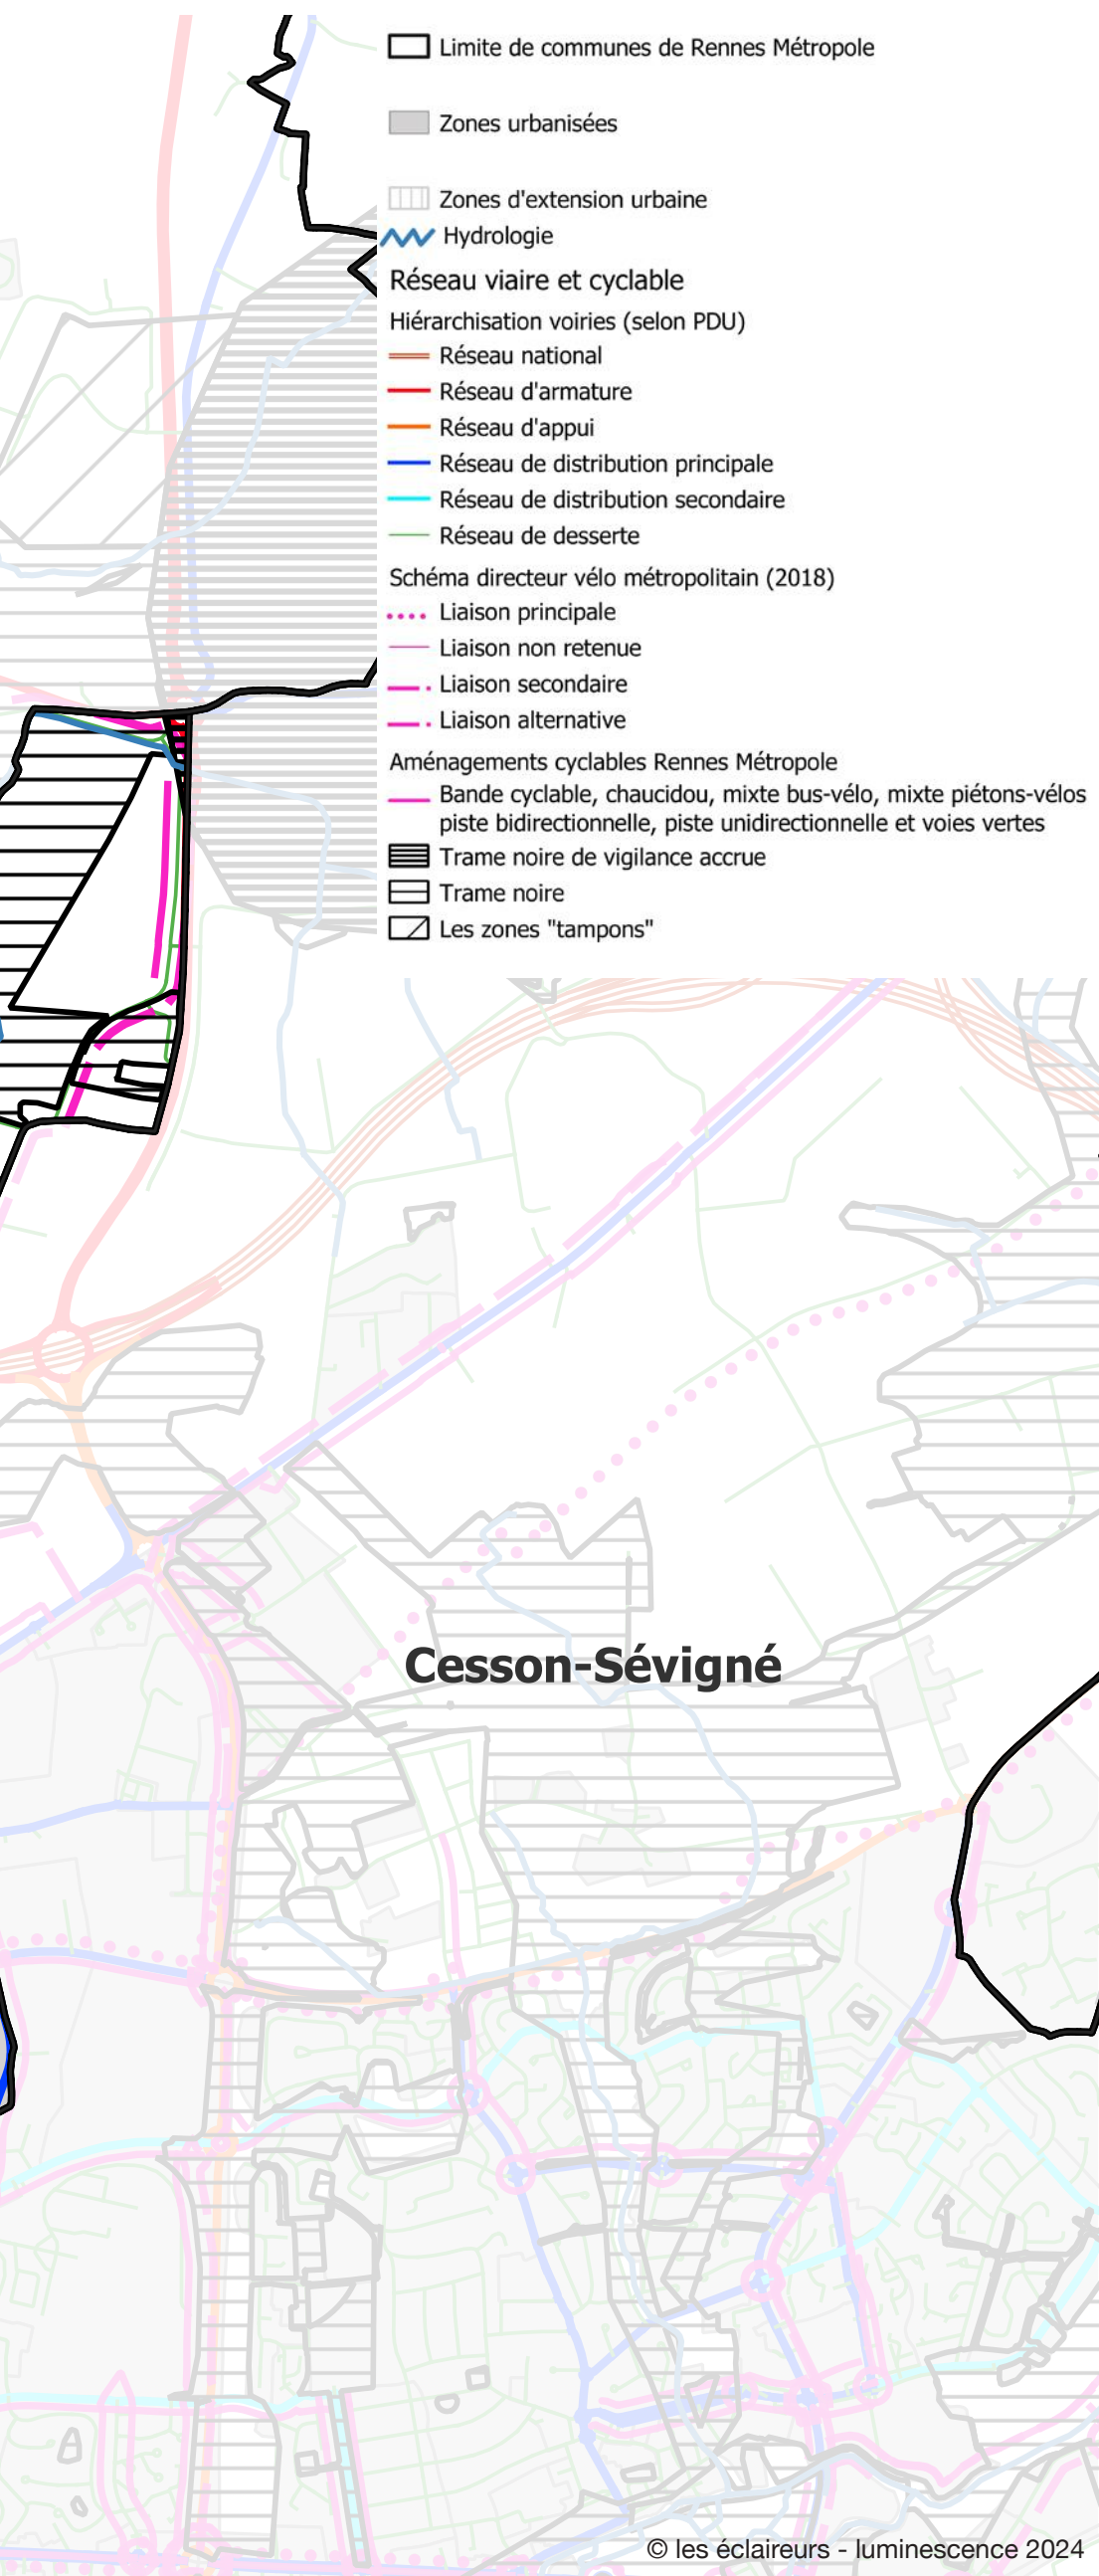 Limite de communes de Rennes Métropole
Zones urbanisées
Zones d'extension urbaine
Hydrologie
Réseau viaire et cyclable
Hiérarchisation voiries (selon PDU)
Réseau national
Réseau d'armature
Réseau d'appui
Réseau de distribution principale
Réseau de distribution secondaire
Réseau de desserte
Schéma directeur vélo métropolitain (2018)
Liaison principale
Liaison non retenue
Liaison secondaire
Liaison alternative
Aménagements cyclables Rennes Métropole
Bande cyclable, chaucidou, mixte bus-vélo, mixte piétons-vélos
piste bidirectionnelle, piste unidirectionnelle et voies vertes
Trame noire de vigilance accrue
Trame noire
Les zones "tampons"
Cesson-Sévigné
© les éclaireurs - luminescence 2024